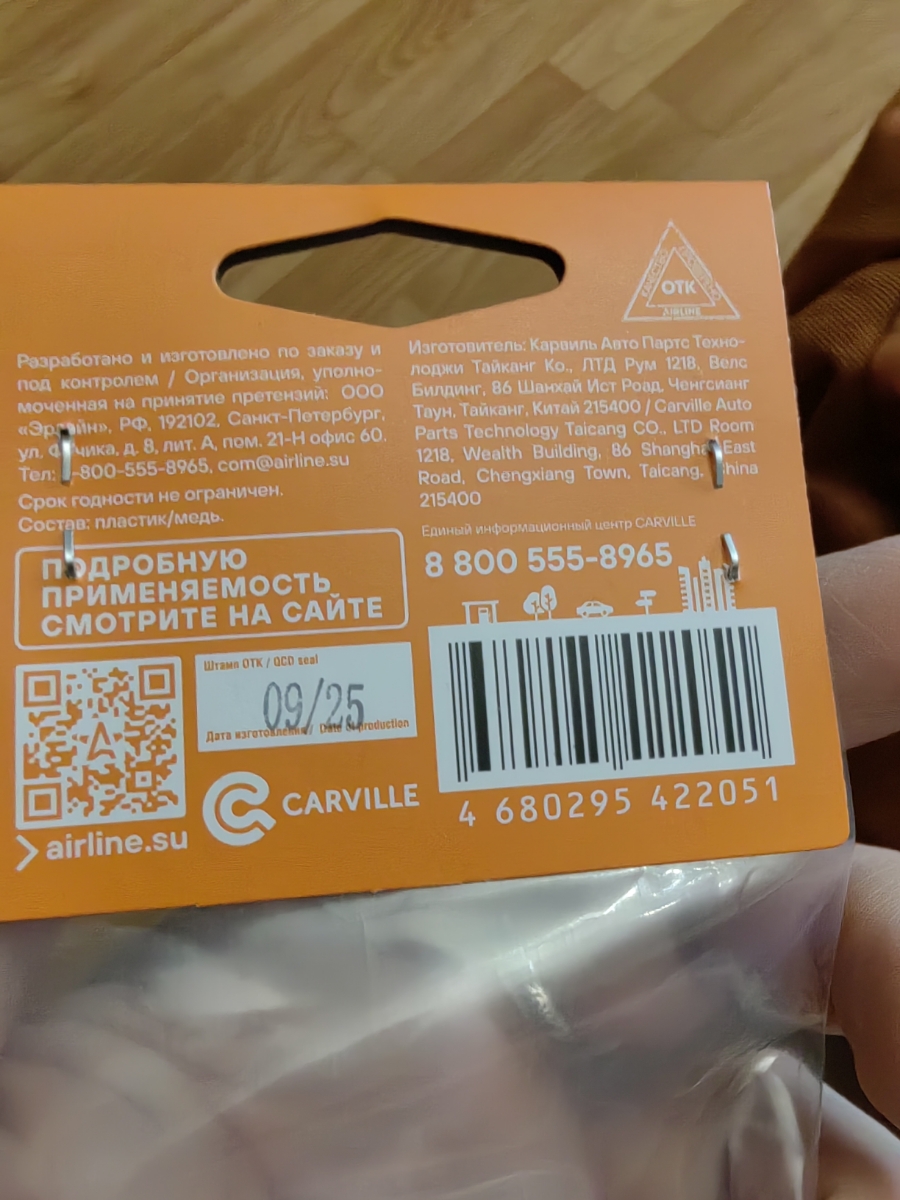 КАЧЕСТВО ПРОВЕРЕНО
ОТК
AIRLINE
Разработано и изготовлено по заказу и
под контролем / Организация, уполно-
моченная на принятие претензий: ООО
РФ, 192102, Санкт-Петербург,
ул. д. 8, лит. А, пом. 21-Н офис 60.
Тел: -800-555-8965, com@airline.su
Срок годности не ограничен.
Состав: пластик/медь.
ПОДРОБНУЮ
ПРИМЕНЯЕМОСТЬ
СМОТРИТЕ НА САЙТЕ
Изготовитель: Карвиль Авто Партс Техно-
лоджи Тайканг Ко., ЛТД Рум 1218, Велс
Билдинг, 86 Шанхай Ист Роад, Ченгсианг
Таун, Тайканг, Китай 215400 / Carville Auto
Parts Technology Taicang CO., LTD Room
1218, Wealth Building, 86 Shanghai East
Road, Chengxiang Town, Taicang, China
215400
Единый информационный центр CARVILLE
8 800 555-8965
Штамп ОТК / QCD seal
09/25
Дата изготовления / Date of production
airline.su
CARVILLE
4 680295 422051